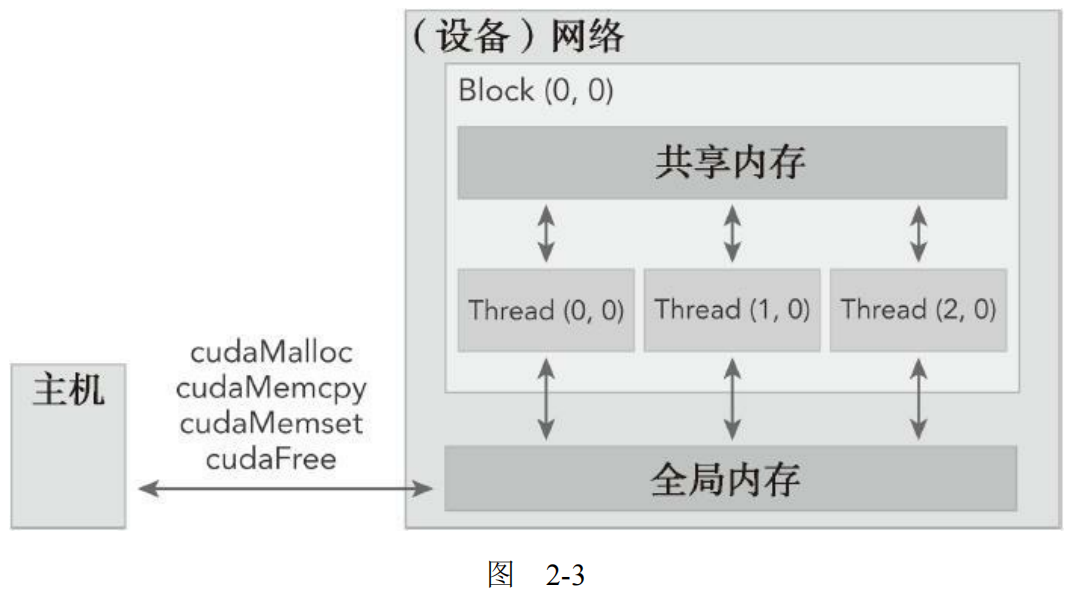 （设备）网络
Block (0, 0)
共享内存
Thread (0, 0)
Thread (1, 0)
Thread (2, 0)
cudaMalloc
cudaMemcpy
cudaMemset
cudaFree
主机
全局内存
图 2-3